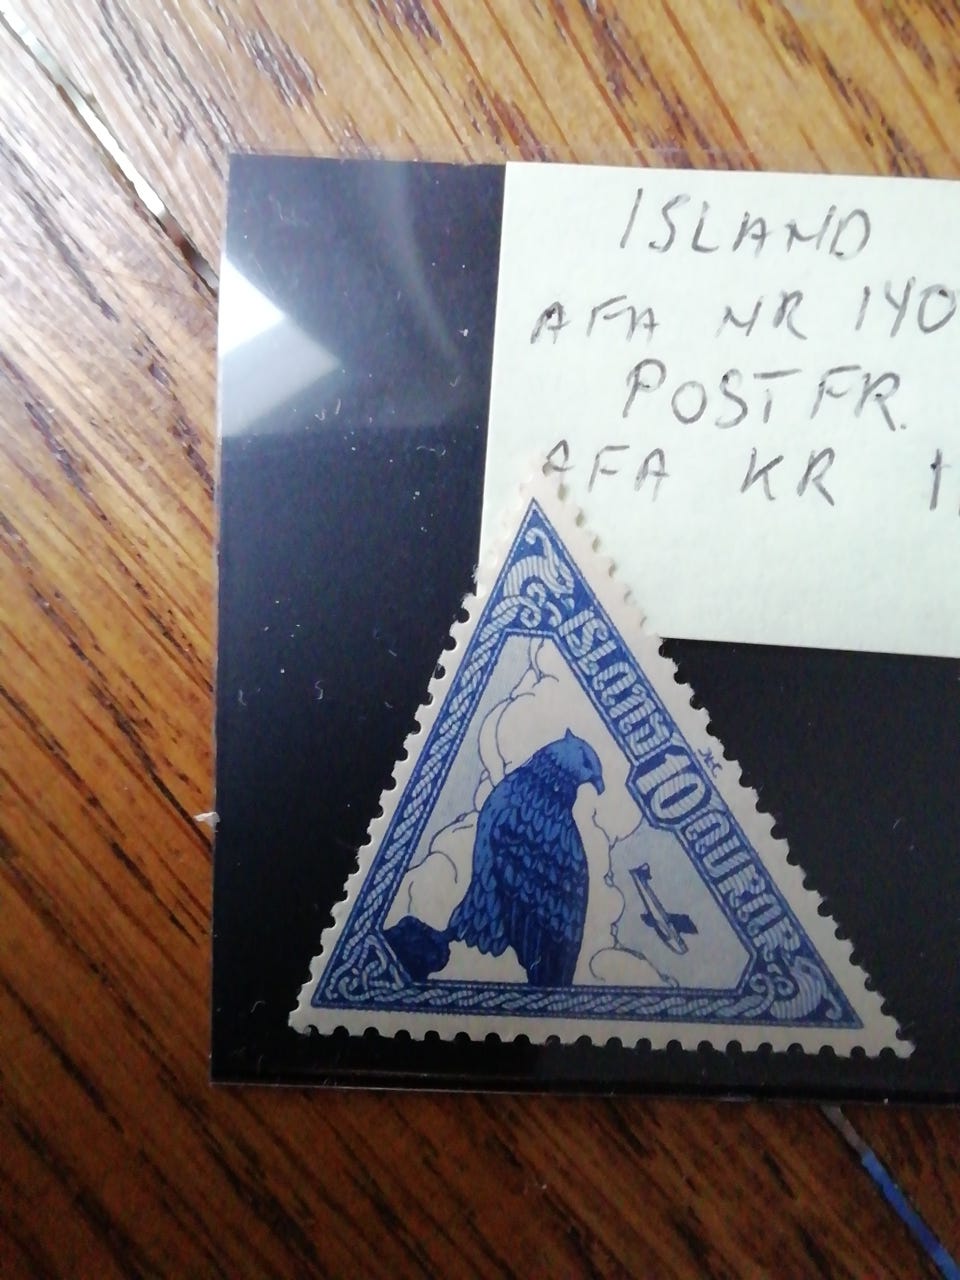 ISLAND
AFA NR 140
POSTFR.
AFA KR
ISLAND 10 AURAR